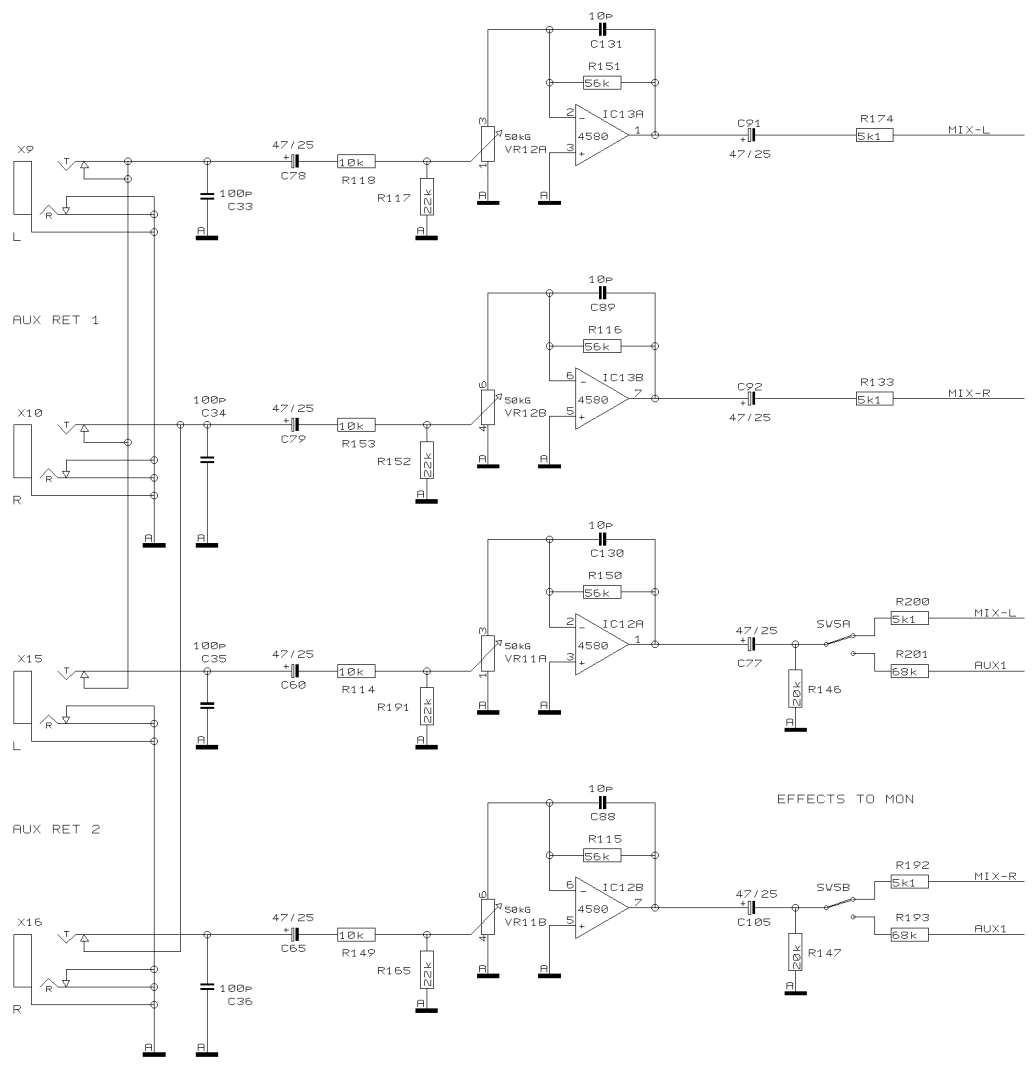 10p
C131
R151
56k
3
50kG
VR12A
1
A
2
3
IC13A
4580
1
A
C91
47/25
R174
5k1
MIX-L
X9
T
R
L
100p
C33
A
47/25
C78
10k
R118
R117
22k
A
AUX RET 1
10p
C89
R116
56k
6
50kG
VR12B
4
A
6
5
IC13B
4580
7
A
C92
47/25
R133
5k1
MIX-R
X10
T
R
R
A
100p
C34
A
47/25
C79
10k
R153
R152
22k
A
10p
C130
R150
56k
3
50kG
VR11A
1
A
2
3
IC12A
4580
1
A
47/25
C77
20k
R146
A
SW5A
R200
5k1
MIX-L
R201
68k
AUX1
X15
T
R
L
100p
C35
A
47/25
C60
10k
R114
R191
22k
A
EFFECTS TO MON
AUX RET 2
10p
C88
R115
56k
6
50kG
VR11B
4
A
6
5
IC12B
4580
7
A
47/25
C105
20k
R147
A
SW5B
R192
5k1
MIX-R
R193
68k
AUX1
X16
T
R
R
A
100p
C36
A
47/25
C65
10k
R149
R165
22k
A